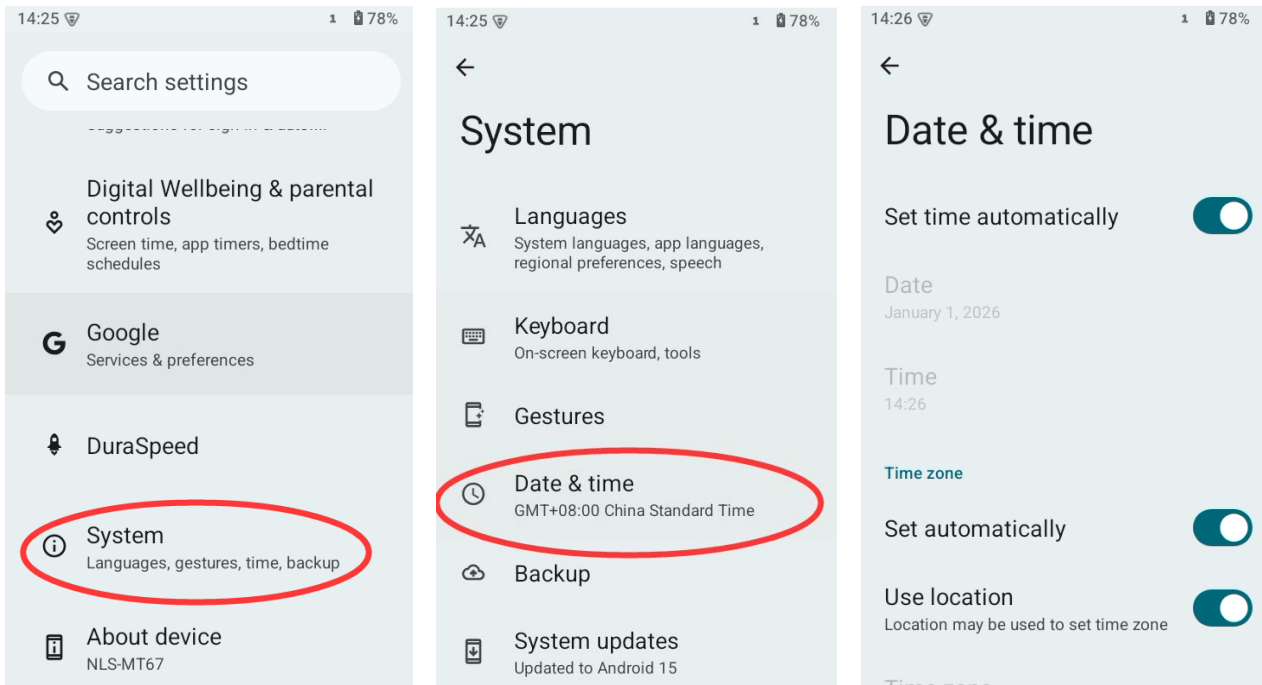 14:25
1 78%
Search settings
Digital Wellbeing & parental
controls
Screen time, app timers, bedtime
schedules
Google
Services & preferences
DuraSpeed
System
Languages, gestures, time, backup
About device
NLS-MT67
14:25
1 78%
System
Languages
System languages, app languages,
regional preferences, speech
Keyboard
On-screen keyboard, tools
Gestures
Date & time
GMT+08:00 China Standard Time
Backup
System updates
Updated to Android 15
14:26
1 78%
Date & time
Set time automatically
Date
January 1, 2026
Time
14:26
Time zone
Set automatically
Use location
Location may be used to set time zone